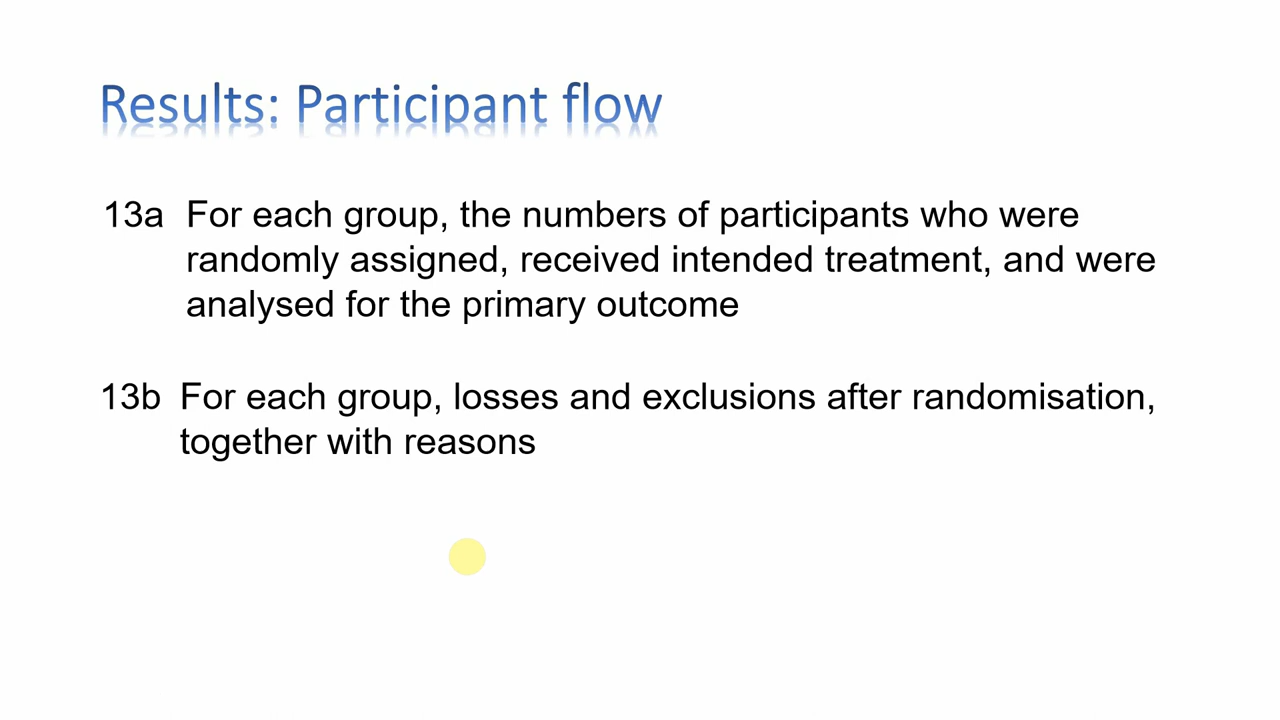 Results: Participant flow
13a For each group, the numbers of participants who were
randomly assigned, received intended treatment, and were
analysed for the primary outcome
13b For each group, losses and exclusions after randomisation,
together with reasons